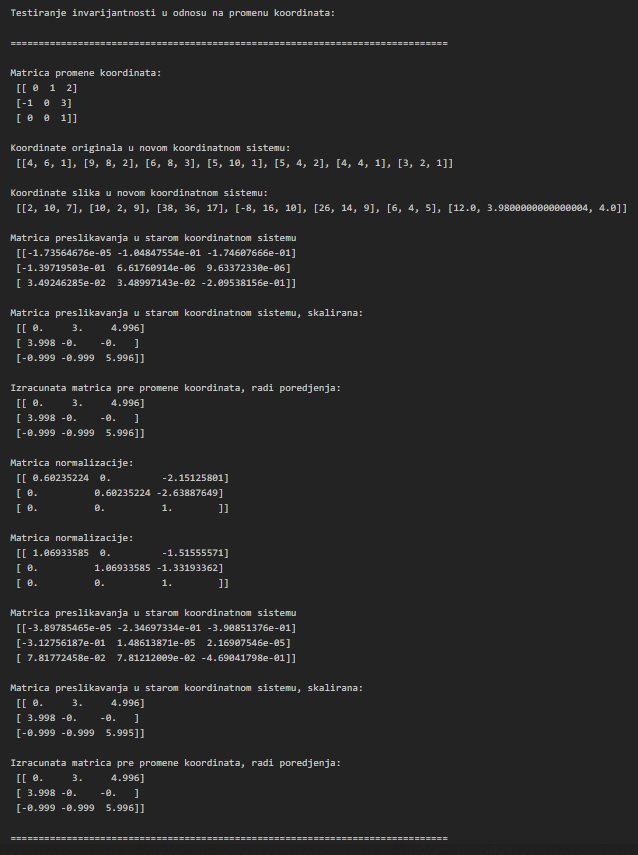 Testiranje invarijantnosti u odnosu na promenu koordinata:
==============================================================================
Matrica promene koordinata:
[[ 0  1  2]
[-1  0  3]
[ 0  0  1]]
Koordinate originala u novom koordinatnom sistemu:
[[4, 6, 1], [9, 8, 2], [6, 8, 3], [5, 10, 1], [5, 4, 2], [4, 4, 1], [3, 2, 1]]
Koordinate slika u novom koordinatnom sistemu:
[[2, 10, 7], [10, 2, 9], [38, 36, 17], [-8, 16, 10], [26, 14, 9], [6, 4, 5], [12.0, 3.9800000000000004, 4.0]]
Matrica preslikavanja u starom koordinatnom sistemu
[[-1.73564676e-05 -1.04847554e-01 -1.74607666e-01]
[-1.39719503e-01  6.61760914e-06  9.63372330e-06]
[ 3.49246285e-02  3.48997143e-02 -2.09538156e-01]]
Matrica preslikavanja u starom koordinatnom sistemu, skalirana:
[[ 0.     3.     4.996]
[ 3.998 -0.    -0.   ]
[-0.999 -0.999  5.996]]
Izracunata matrica pre promene koordinata, radi poredjenja:
[[ 0.     3.     4.996]
[ 3.998 -0.    -0.   ]
[-0.999 -0.999  5.996]]
Matrica normalizacije:
[[ 0.60235224  0.         -2.15125801]
[ 0.          0.60235224 -2.63887649]
[ 0.          0.          1.        ]]
Matrica normalizacije:
[[ 1.06933585  0.         -1.51555571]
[ 0.          1.06933585 -1.33193362]
[ 0.          0.          1.        ]]
Matrica preslikavanja u starom koordinatnom sistemu
[[-3.89785465e-05 -2.34697334e-01 -3.90851376e-01]
[-3.12756187e-01  1.48613871e-05  2.16907546e-05]
[ 7.81772458e-02  7.81212009e-02 -4.69041798e-01]]
Matrica preslikavanja u starom koordinatnom sistemu, skalirana:
[[ 0.     3.     4.996]
[ 3.998 -0.    -0.   ]
[-0.999 -0.999  5.995]]
Izracunata matrica pre promene koordinata, radi poredjenja:
[[ 0.     3.     4.996]
[ 3.998 -0.    -0.   ]
[-0.999 -0.999  5.996]]
==============================================================================